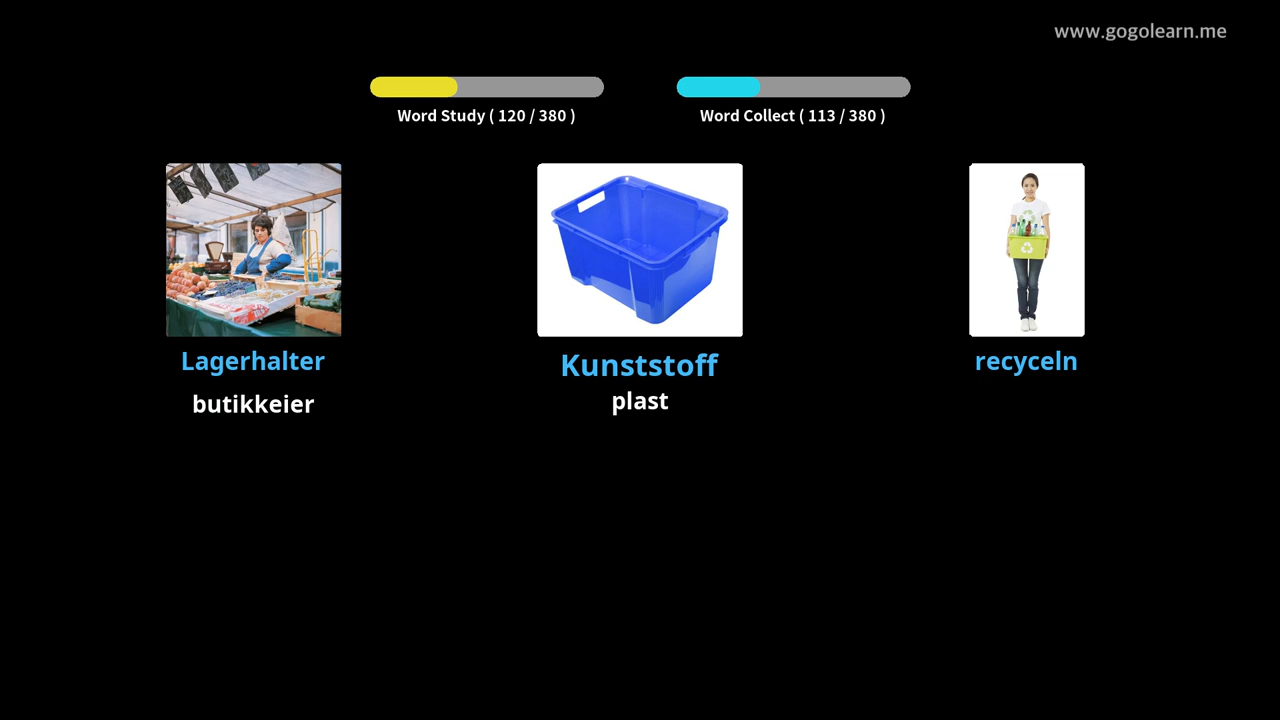 www.gogolearn.me
Word Study ( 120 / 380 )
Word Collect ( 113 / 380 )
Lagerhalter
Kunststoff
recyceln
butikkeier
plast